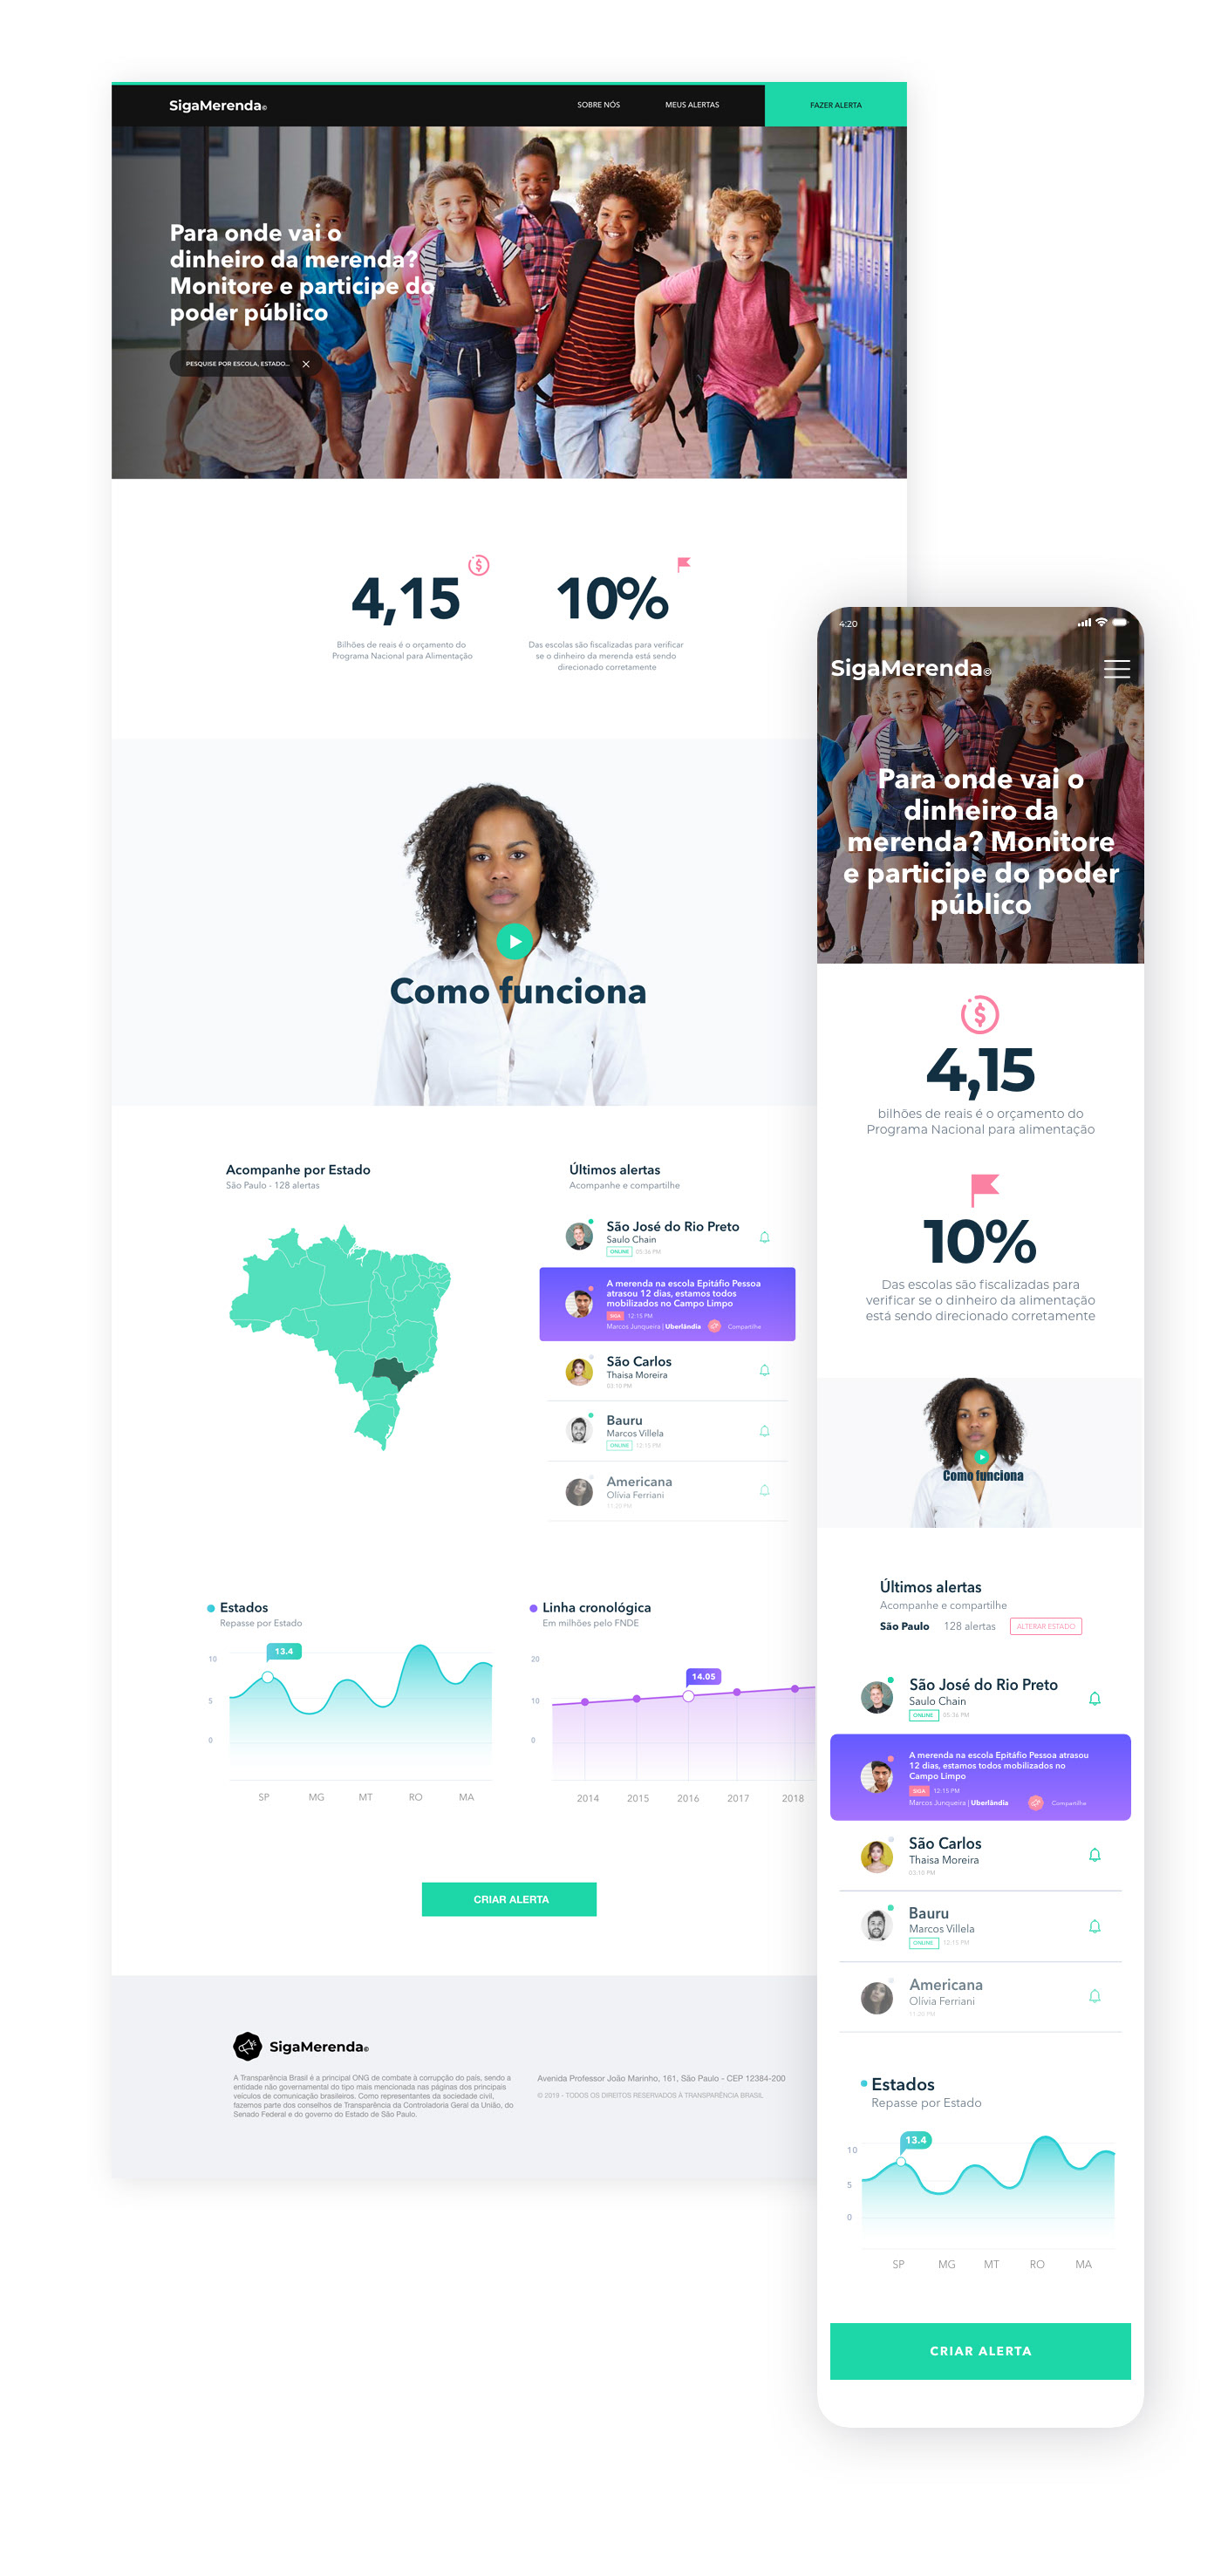 SigaMerenda©
SOBRE NÓS
MEUS ALERTAS
FAZER ALERTA
Para onde vai o
dinheiro da merenda?
Monitore e participe do
poder público
PESQUISE POR ESCOLA, ESTADO...
4,15
Bilhões de reais é o orçamento do
Programa Nacional para Alimentação
10%
Das escolas são fiscalizadas para verificar
se o dinheiro da merenda está sendo
direcionado corretamente
Como funciona
Acompanhe por Estado
São Paulo - 128 alertas
Últimos alertas
Acompanhe e compartilhe
São José do Rio Preto
Saulo Chain
ONLINE 05:36 PM
A merenda na escola Epitáfio Pessoa
atrasou 12 dias, estamos todos
mobilizados no Campo Limpo
SIGA 12:15 PM
Marcos Junqueira | Uberlândia Compartilhe
São Carlos
Thaisa Moreira
03:10 PM
Bauru
Marcos Villela
ONLINE 12:15 PM
Americana
Olívia Ferriani
11:20 PM
Estados
Repasse por Estado
13.4
10
5
0
SP MG MT RO MA
Linha cronológica
Em milhões pelo FNDE
20
14.05
10
0
2014 2015 2016 2017 2018
CRIAR ALERTA
SigaMerenda©
A Transparência Brasil é a principal ONG de combate à corrupção do país, sendo a
entidade não governamental do tipo mais mencionada nas páginas dos principais
veículos de comunicação brasileiros. Como representantes da sociedade civil,
fazemos parte dos conselhos de Transparência da Controladoria Geral da União, do
Senado Federal e do governo do Estado de São Paulo.
Avenida Professor João Marinho, 161, São Paulo - CEP 12384-200
© 2019 - TODOS OS DIREITOS RESERVADOS À TRANSPARÊNCIA BRASIL
4:20
SigaMerenda©
Para onde vai o
dinheiro da
merenda? Monitore
e participe do poder
público
4,15
bilhões de reais é o orçamento do
Programa Nacional para alimentação
10%
Das escolas são fiscalizadas para
verificar se o dinheiro da alimentação
está sendo direcionado corretamente
Como funciona
Últimos alertas
Acompanhe e compartilhe
São Paulo 128 alertas ALTERAR ESTADO
São José do Rio Preto
Saulo Chain
ONLINE 05:36 PM
A merenda na escola Epitáfio Pessoa atrasou
12 dias, estamos todos mobilizados no
Campo Limpo
SIGA 12:15 PM
Marcos Junqueira | Uberlândia Compartilhe
São Carlos
Thaisa Moreira
03:10 PM
Bauru
Marcos Villela
ONLINE 12:15 PM
Americana
Olívia Ferriani
11:20 PM
Estados
Repasse por Estado
13.4
10
5
0
SP MG MT RO MA
CRIAR ALERTA